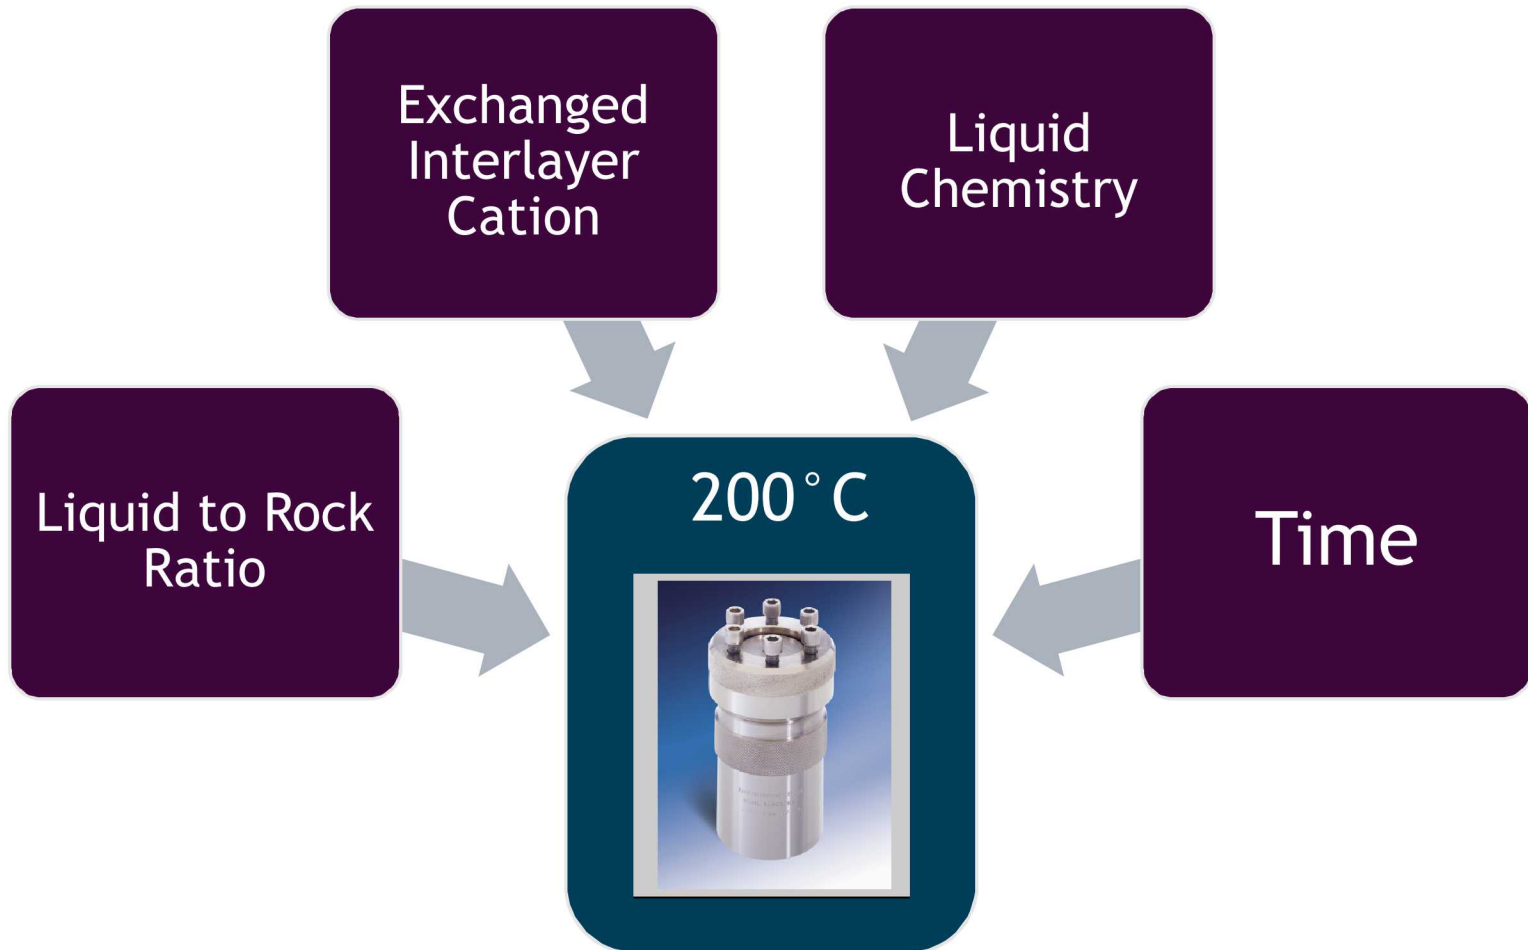 Exchanged
Interlayer
Cation
Liquid
Chemistry
Liquid to Rock
Ratio
200°C
Time